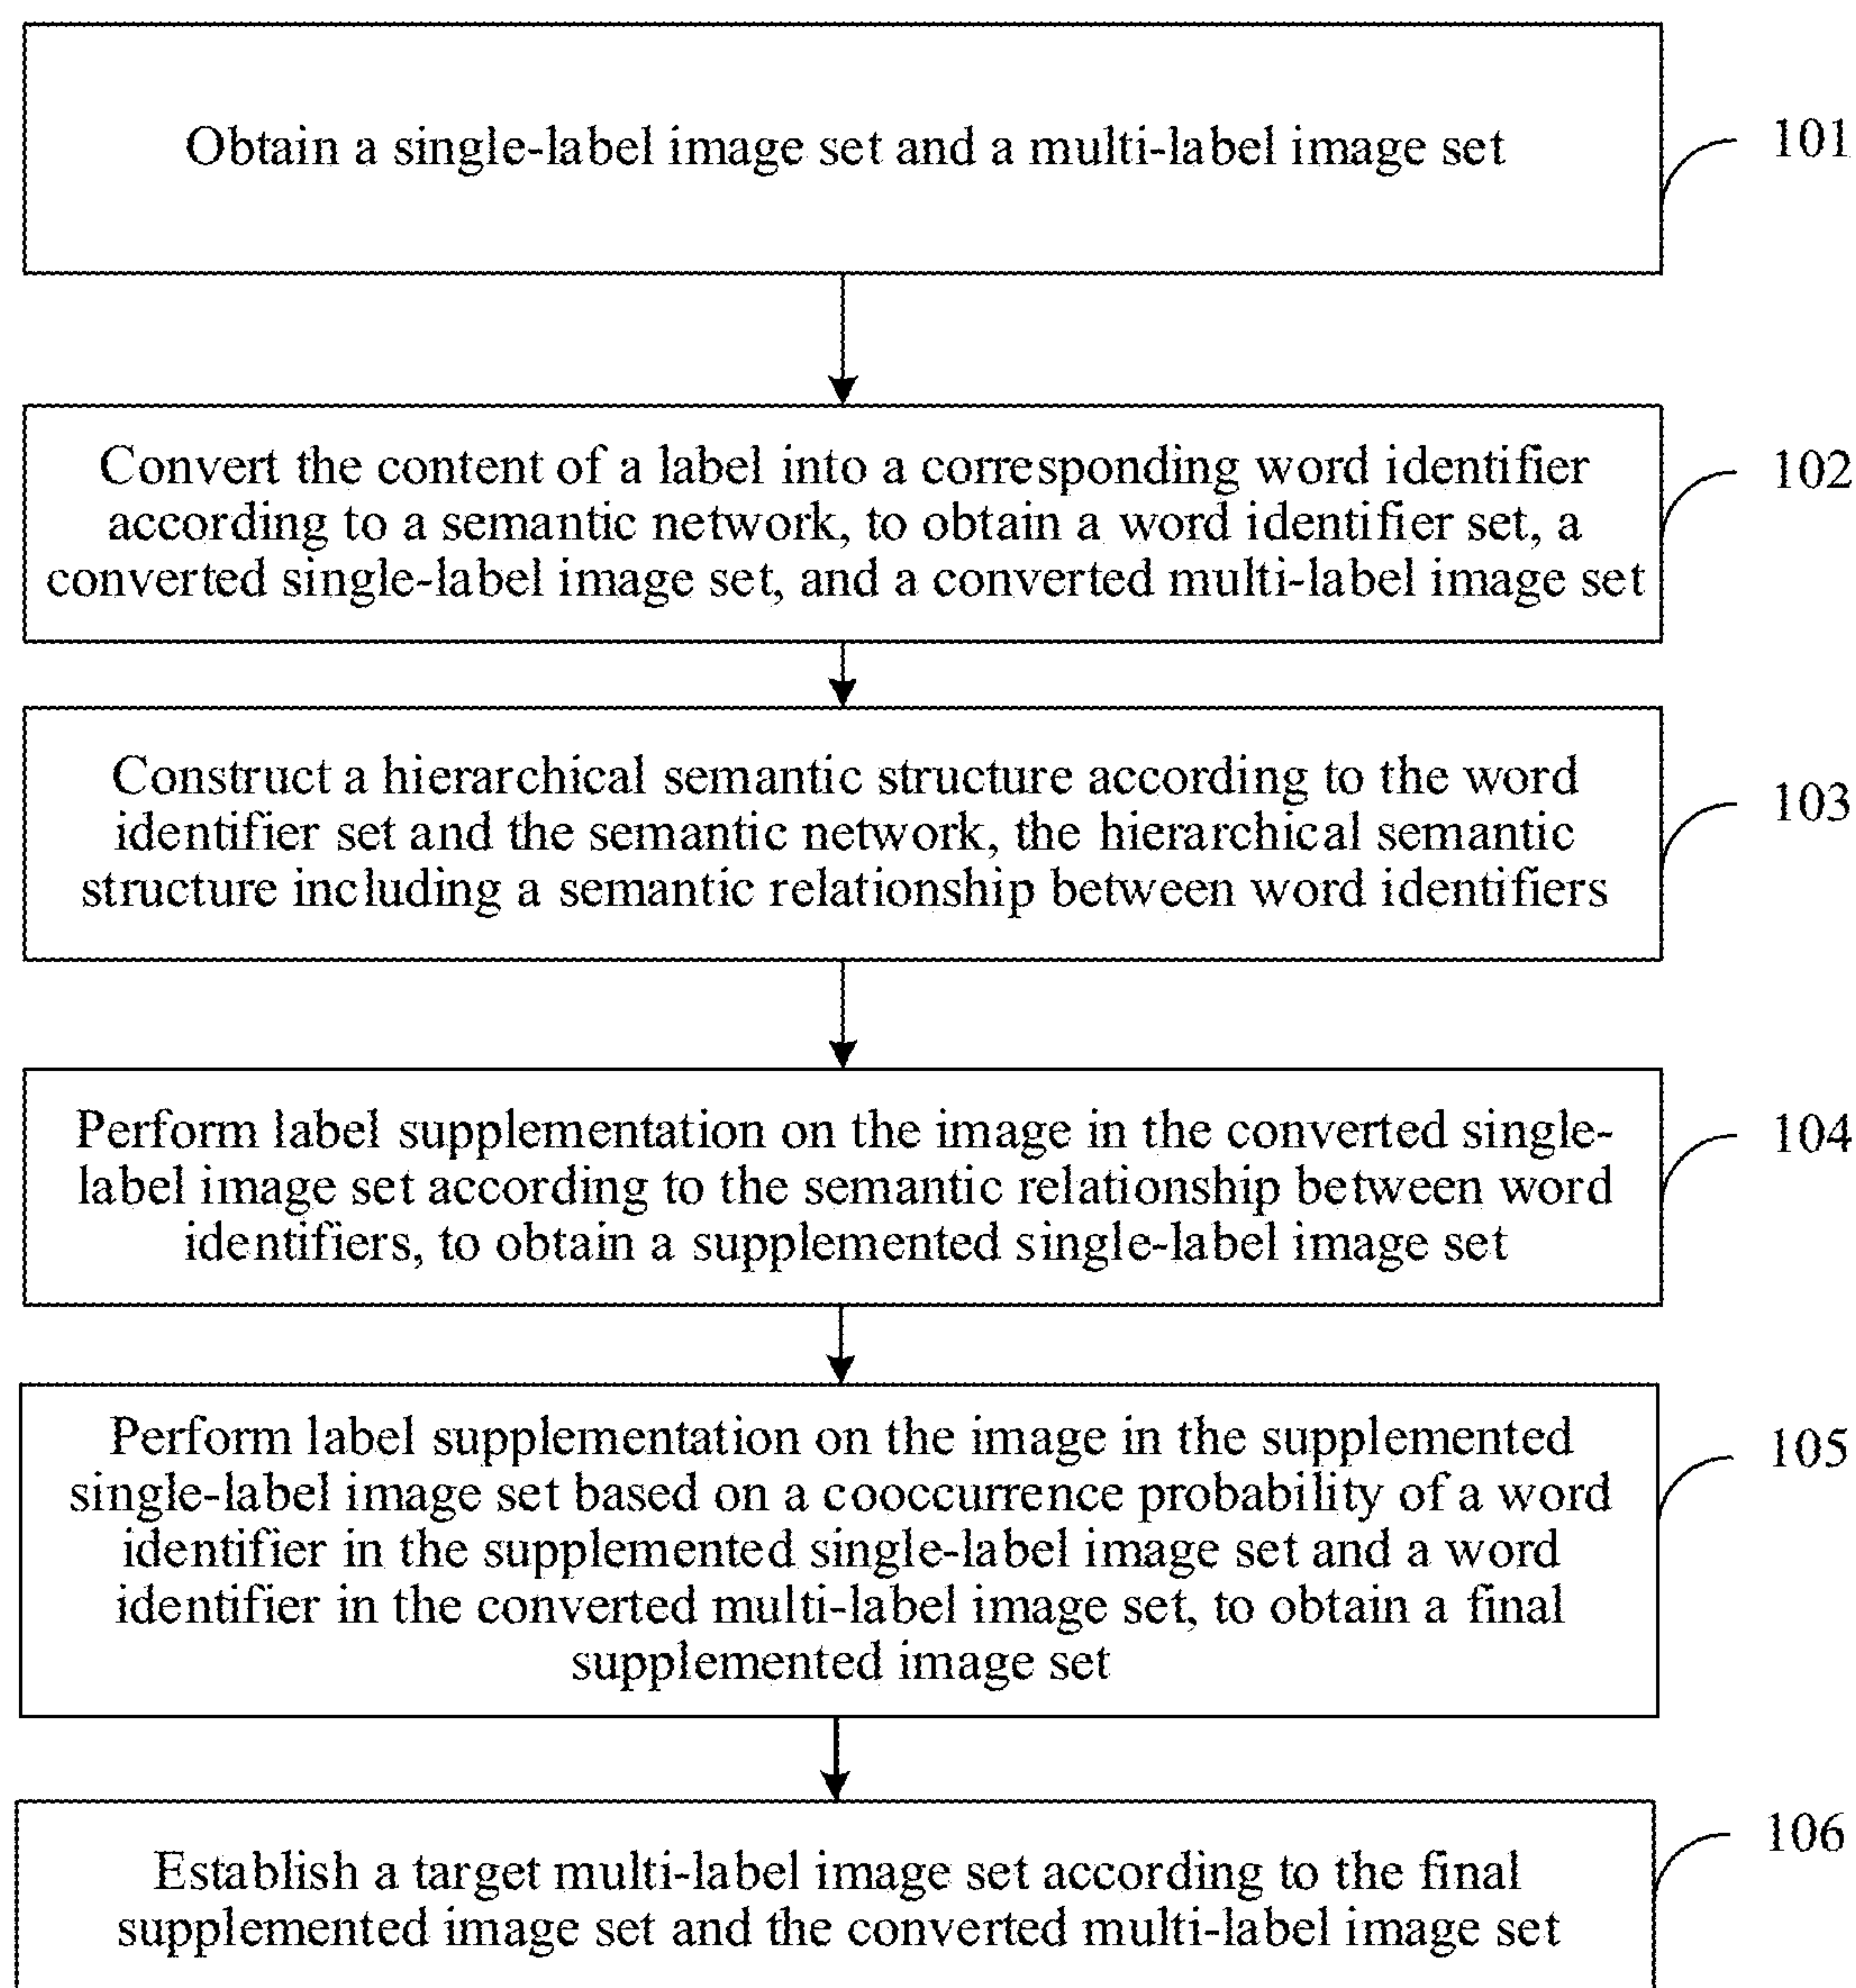 Obtain a single-label image set and a multi-label image set
101
Convert the content of a label into a corresponding word identifier
according to a semantic network, to obtain a word identifier set, a
converted single-label image set, and a converted multi-label image set
102
Construct a hierarchical semantic structure according to the word
identifier set and the semantic network, the hierarchical semantic
structure including a semantic relationship between word identifiers
103
Perform label supplementation on the image in the converted single-
label image set according to the semantic relationship between word
identifiers, to obtain a supplemented single-label image set
104
Perform label supplementation on the image in the supplemented
single-label image set based on a cooccurrence probability of a word
identifier in the supplemented single-label image set and a word
identifier in the converted multi-label image set, to obtain a final
supplemented image set
105
Establish a target multi-label image set according to the final
supplemented image set and the converted multi-label image set
106